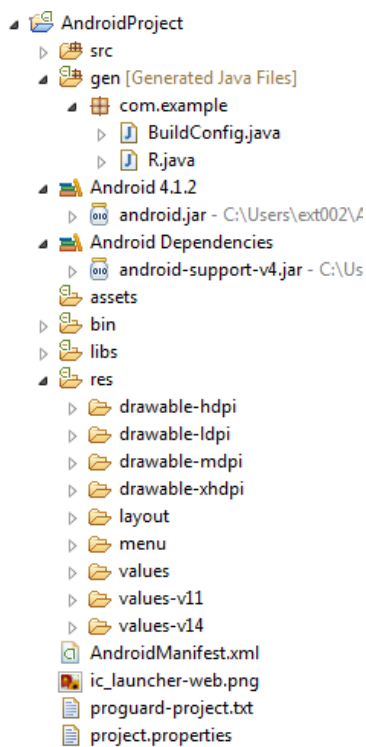 AndroidProject
src
gen [Generated Java Files]
com.example
BuildConfig.java
R.java
Android 4.1.2
android.jar - C:\Users\ext002\A
Android Dependencies
android-support-v4.jar - C:\Us
assets
bin
libs
res
drawable-hdpi
drawable-ldpi
drawable-mdpi
drawable-xhdpi
layout
menu
values
values-v11
values-v14
AndroidManifest.xml
ic_launcher-web.png
proguard-project.txt
project.properties